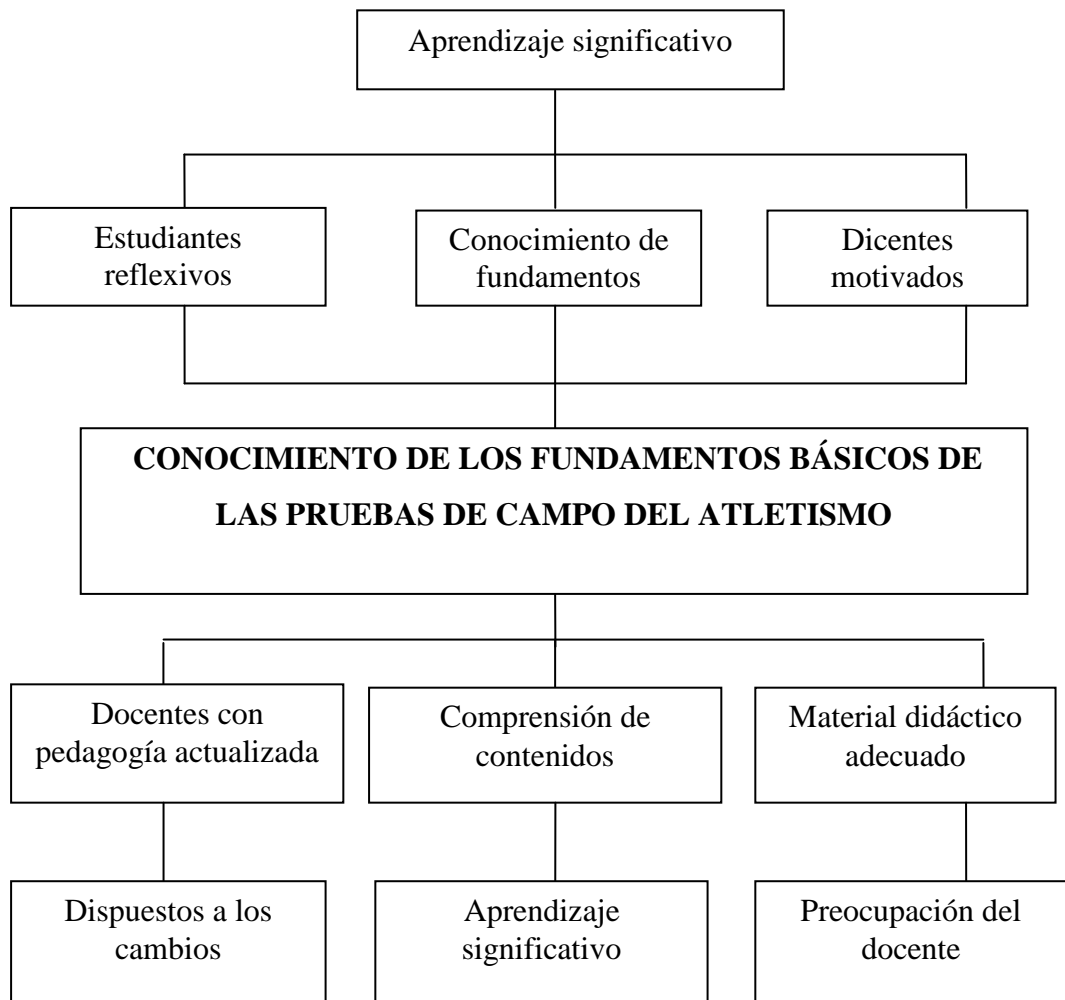 Aprendizaje significativo
Estudiantes
reflexivos
Conocimiento de
fundamentos
Dicentes
motivados
CONOCIMIENTO DE LOS FUNDAMENTOS BÁSICOS DE
LAS PRUEBAS DE CAMPO DEL ATLETISMO
Docentes con
pedagogía actualizada
Comprensión de
contenidos
Material didáctico
adecuado
Dispuestos a los
cambios
Aprendizaje
significativo
Preocupación del
docente